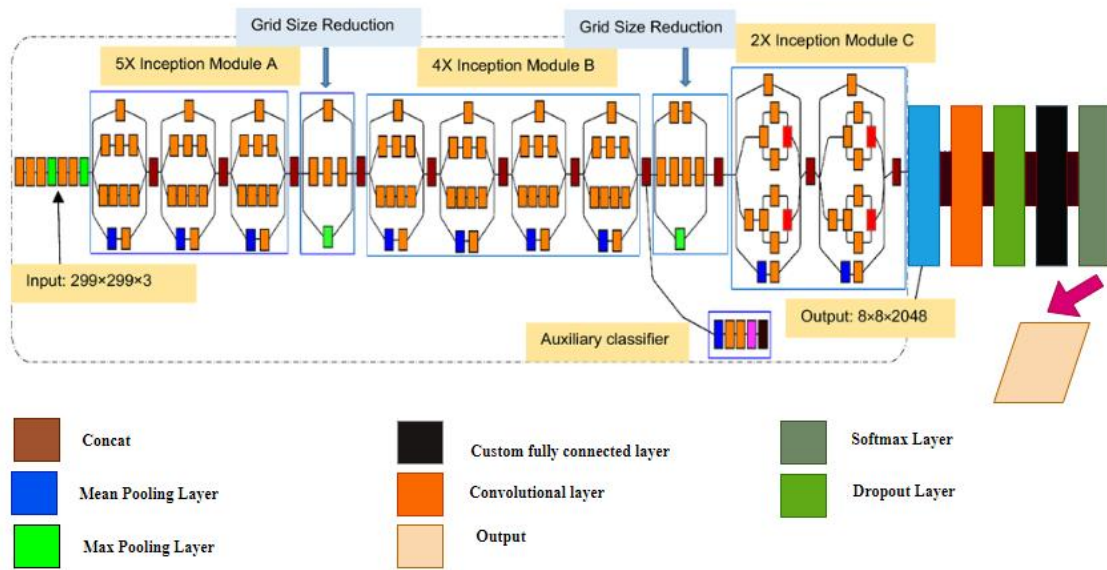 Grid Size Reduction
Grid Size Reduction
2X Inception Module C
5X Inception Module A
4X Inception Module B
Input: 299×299×3
Output: 8×8×2048
Auxiliary classifier
Concat
Custom fully connected layer
Softmax Layer
Mean Pooling Layer
Convolutional layer
Dropout Layer
Max Pooling Layer
Output